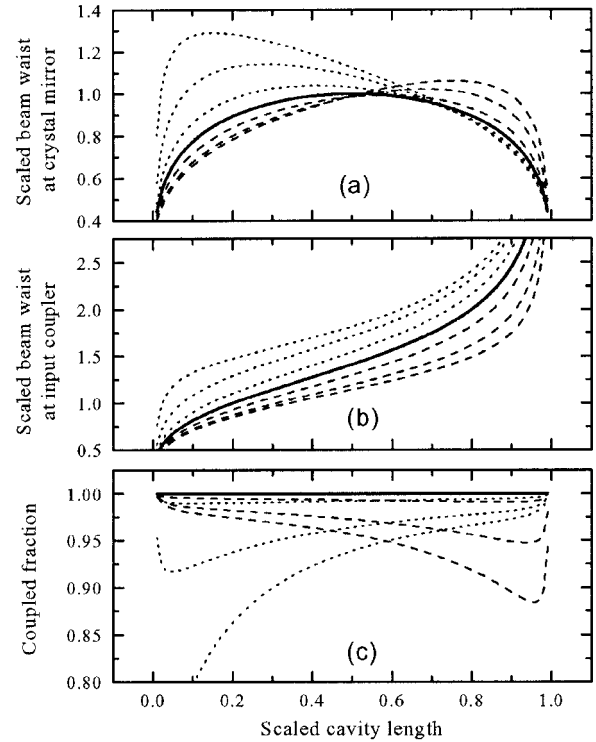 1.4
1.2
1.0
0.8
0.6
0.4
Scaled beam waist
at crystal mirror
(a)
2.5
2.0
1.5
1.0
0.5
Scaled beam waist
at input coupler
(b)
1.00
0.95
0.90
0.85
0.80
Coupled fraction
(c)
0.0 0.2 0.4 0.6 0.8 1.0
Scaled cavity length